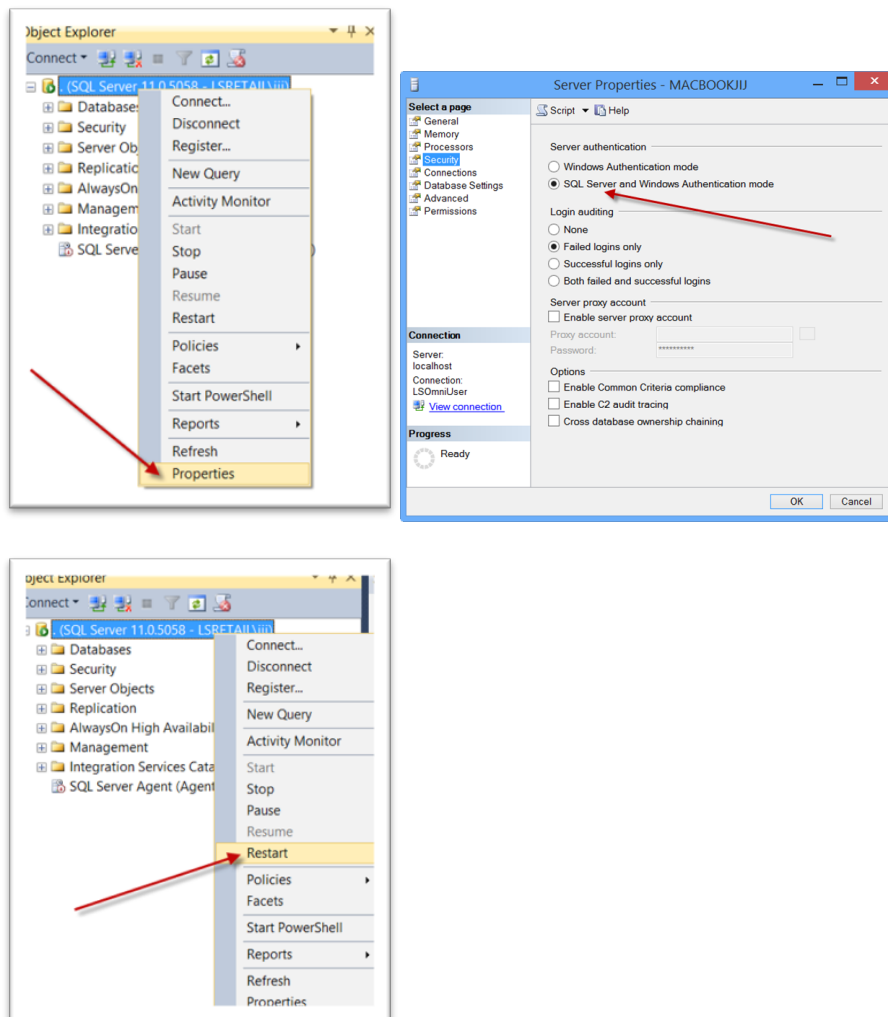 Object Explorer
Connect
. (SQL Server 11.0.5058 - LSRETAIL\jij)
Databases
Security
Server Ob
Replicatio
AlwaysOn
Managem
Integratio
SQL Serve )
Connect...
Disconnect
Register...
New Query
Activity Monitor
Start
Stop
Pause
Resume
Restart
Policies
Facets
Start PowerShell
Reports
Refresh
Properties
Server Properties - MACBOOKJIJ
Select a page
General
Memory
Processors
Security
Connections
Database Settings
Advanced
Permissions
Connection
Server:
localhost
Connection:
LSOmniUser
View connection
Progress
Ready
Script Help
Server authentication
Windows Authentication mode
SQL Server and Windows Authentication mode
Login auditing
None
Failed logins only
Successful logins only
Both failed and successful logins
Server proxy account
Enable server proxy account
Proxy account:
Password: **********
Options
Enable Common Criteria compliance
Enable C2 audit tracing
Cross database ownership chaining
OK Cancel
bject Explorer
Connect
. (SQL Server 11.0.5058 - LSRETAIL\jij)
Databases
Security
Server Objects
Replication
AlwaysOn High Availabil
Management
Integration Services Cata
SQL Server Agent (Agent
Connect...
Disconnect
Register...
New Query
Activity Monitor
Start
Stop
Pause
Resume
Restart
Policies
Facets
Start PowerShell
Reports
Refresh
Properties